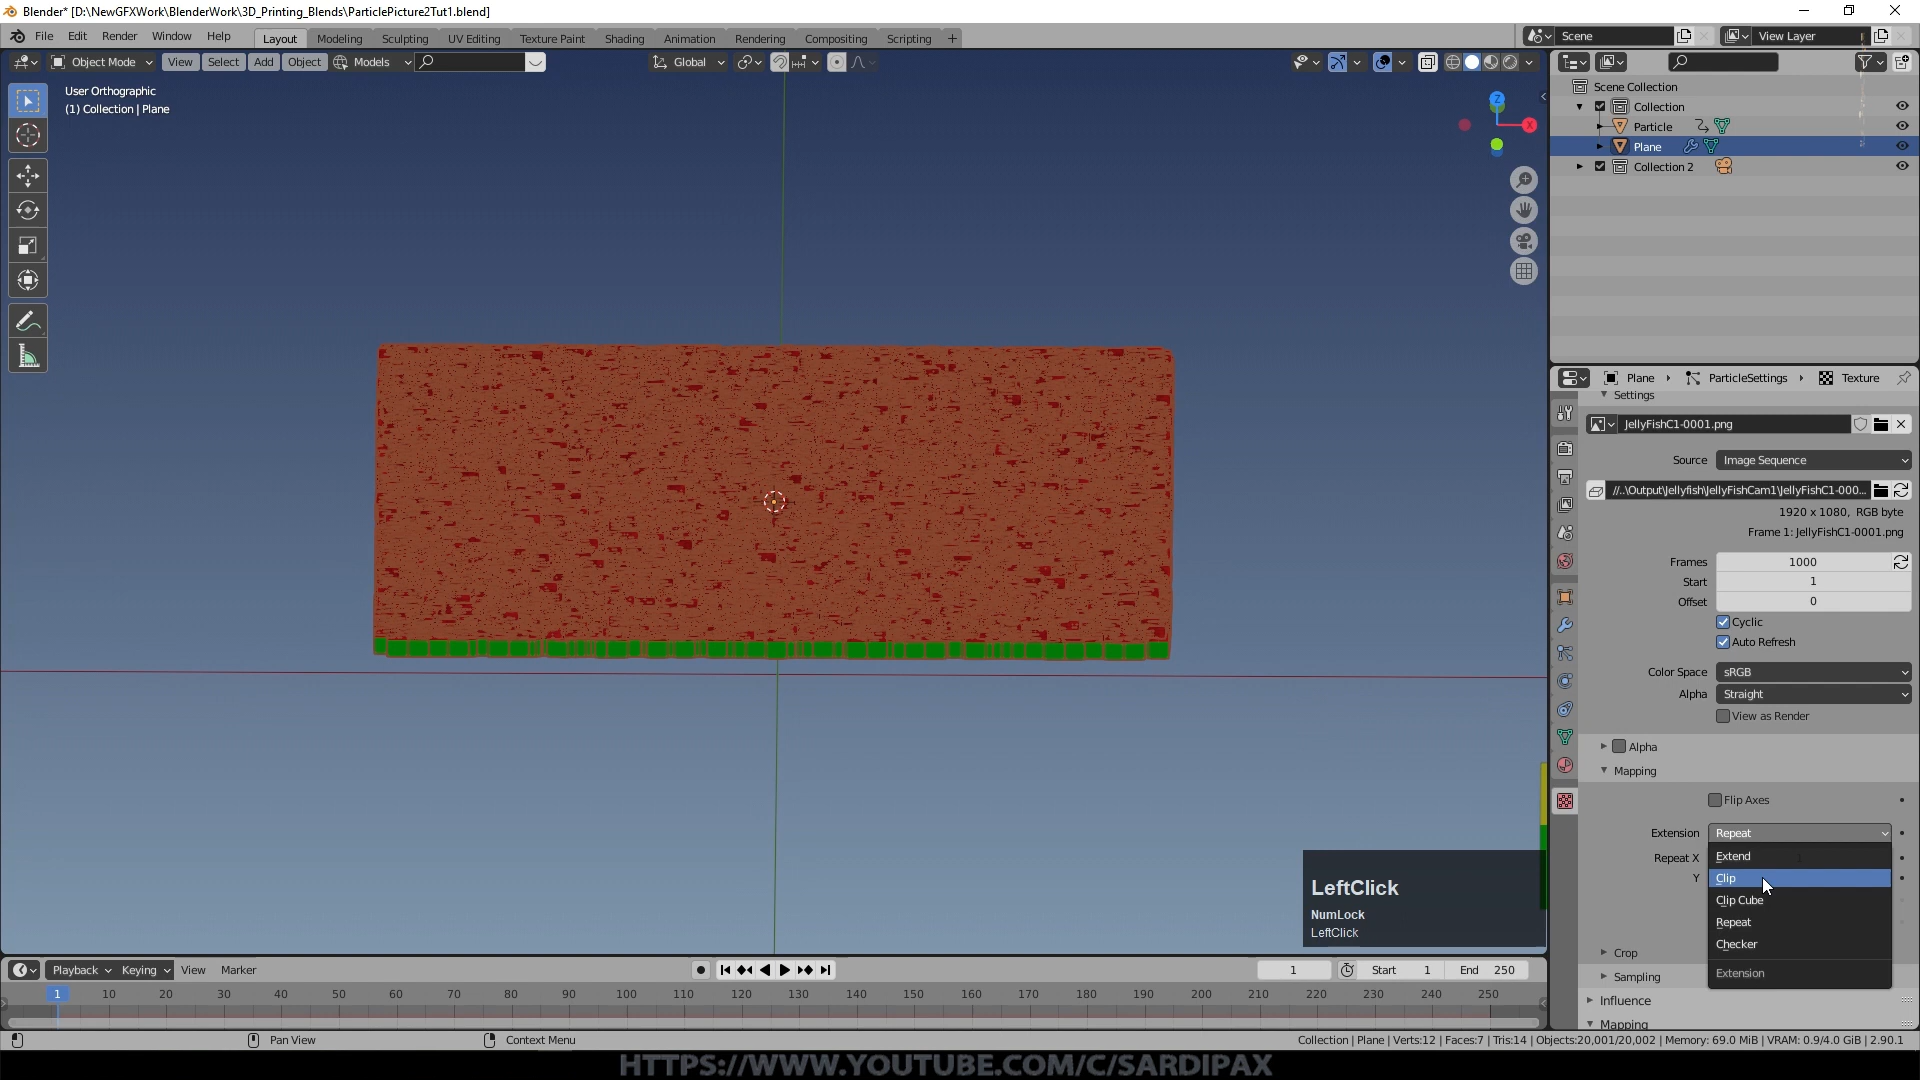 Blender* [D:\NewGFXWork\BlenderWork\3D_Printing_Blends\ParticlePicture2Tut1.blend]
File Edit Render Window Help Layout Modeling Sculpting UV Editing Texture Paint Shading Animation Rendering Compositing Scripting + Scene View Layer
Object Mode View Select Add Object Models Global
User Orthographic
(1) Collection | Plane
Z
X
Scene Collection
Collection
Particle
Plane
Collection 2
Plane ParticleSettings Texture
Settings
JellyFishC1-0001.png
Source Image Sequence
//..\Output\Jellyfish\JellyFishCam1\JellyFishC1-000...
1920 x 1080, RGB byte
Frame 1: JellyFishC1-0001.png
Frames 1000
Start 1
Offset 0
Cyclic
Auto Refresh
Color Space sRGB
Alpha Straight
View as Render
Alpha
Mapping
Flip Axes
Extension Repeat
Repeat X
Extend
Y
Clip
Clip Cube
Repeat
Checker
Extension
Crop
Sampling
Influence
Mapping
LeftClick
NumLock
LeftClick
Playback Keying View Marker 1 Start 1 End 250
1 10 20 30 40 50 60 70 80 90 100 110 120 130 140 150 160 170 180 190 200 210 220 230 240 250
Pan View Context Menu Collection | Plane | Verts:12 | Faces:7 | Tris:14 | Objects:20,001/20,002 | Memory: 69.0 MiB | VRAM: 0.9/4.0 GiB | 2.90.1
HTTPS://WWW.YOUTUBE.COM/C/SARDIPAX